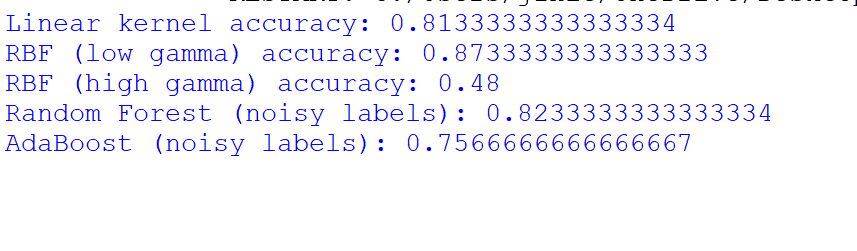 Linear kernel accuracy: 0.8133333333333334
RBF (low gamma) accuracy: 0.8733333333333333
RBF (high gamma) accuracy: 0.48
Random Forest (noisy labels): 0.8233333333333334
AdaBoost (noisy labels): 0.7566666666666667